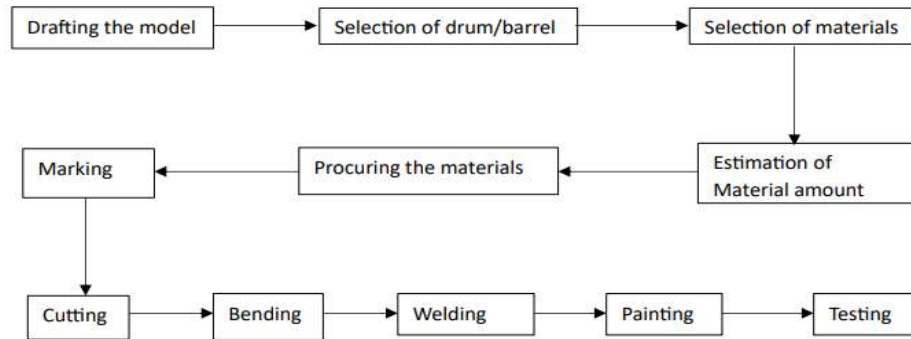 Drafting the model
Selection of drum/barrel
Selection of materials
Estimation of
Material amount
Procuring the materials
Marking
Cutting
Bending
Welding
Painting
Testing